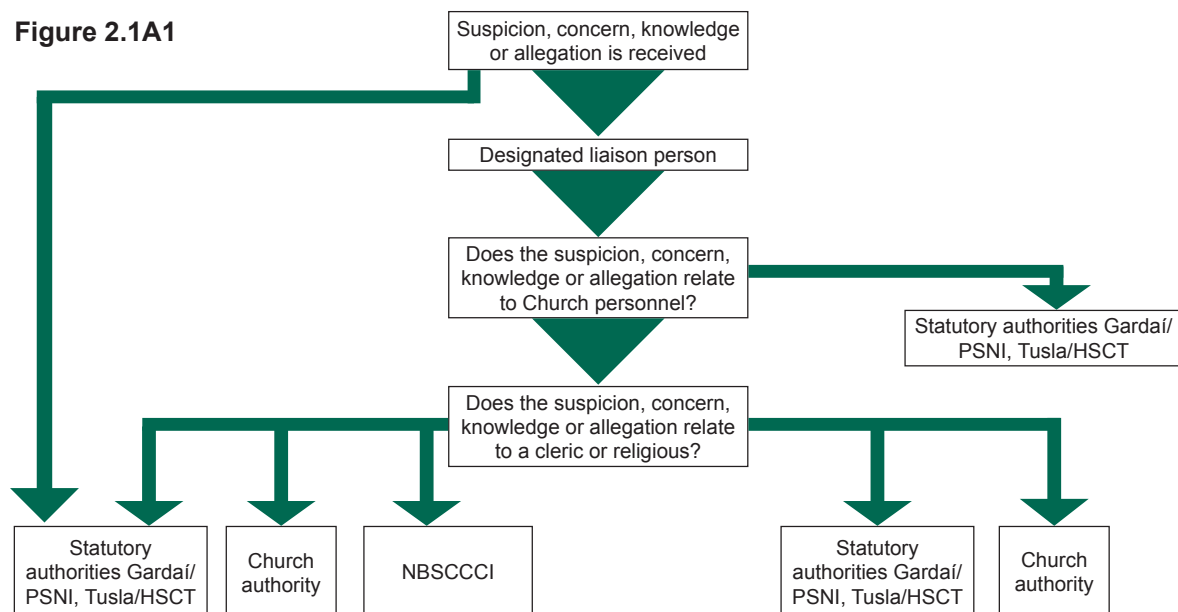 Figure 2.1A1
Suspicion, concern, knowledge
or allegation is received
Designated liaison person
Does the suspicion, concern,
knowledge or allegation relate
to Church personnel?
Statutory authorities Gardaí/
PSNI, Tusla/HSCT
Does the suspicion, concern,
knowledge or allegation relate
to a cleric or religious?
Statutory
authorities Gardaí/
PSNI, Tusla/HSCT
Church
authority
NBSCCCI
Statutory
authorities Gardaí/
PSNI, Tusla/HSCT
Church
authority